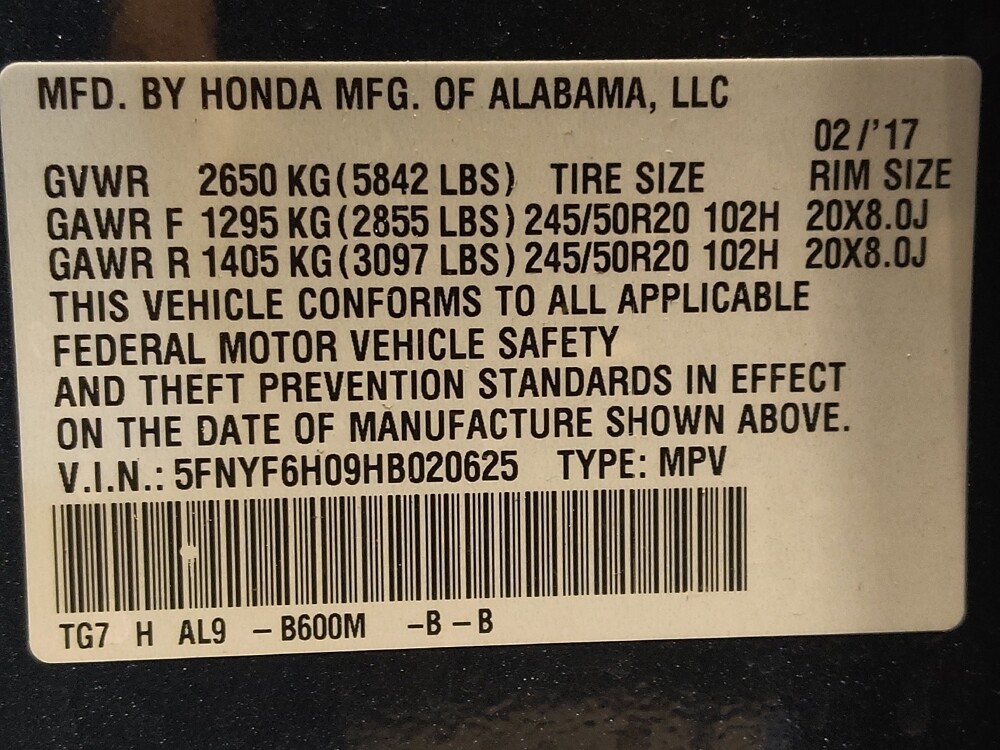 MFD. BY HONDA MFG. OF ALABAMA, LLC
02/'17
GVWR 2650 KG(5842 LBS) TIRE SIZE RIM SIZE
GAWR F 1295 KG(2855 LBS) 245/50R20 102H 20X8.0J
GAWR R 1405 KG(3097 LBS) 245/50R20 102H 20X8.0J
THIS VEHICLE CONFORMS TO ALL APPLICABLE
FEDERAL MOTOR VEHICLE SAFETY
AND THEFT PREVENTION STANDARDS IN EFFECT
ON THE DATE OF MANUFACTURE SHOWN ABOVE.
V.I.N.: 5FNYF6H09HB020625 TYPE: MPV
TG7 H AL9 - B600M -B - B